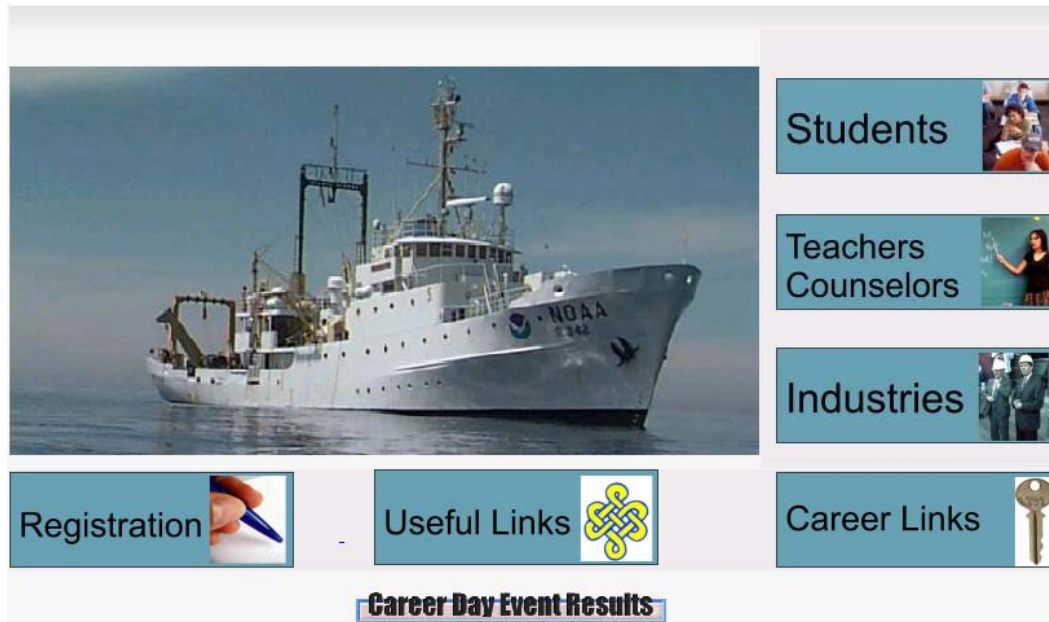 Students
Teachers
Counselors
NOAA
R 342
Industries
Registration
Useful Links
Career Links
Career Day Event Results